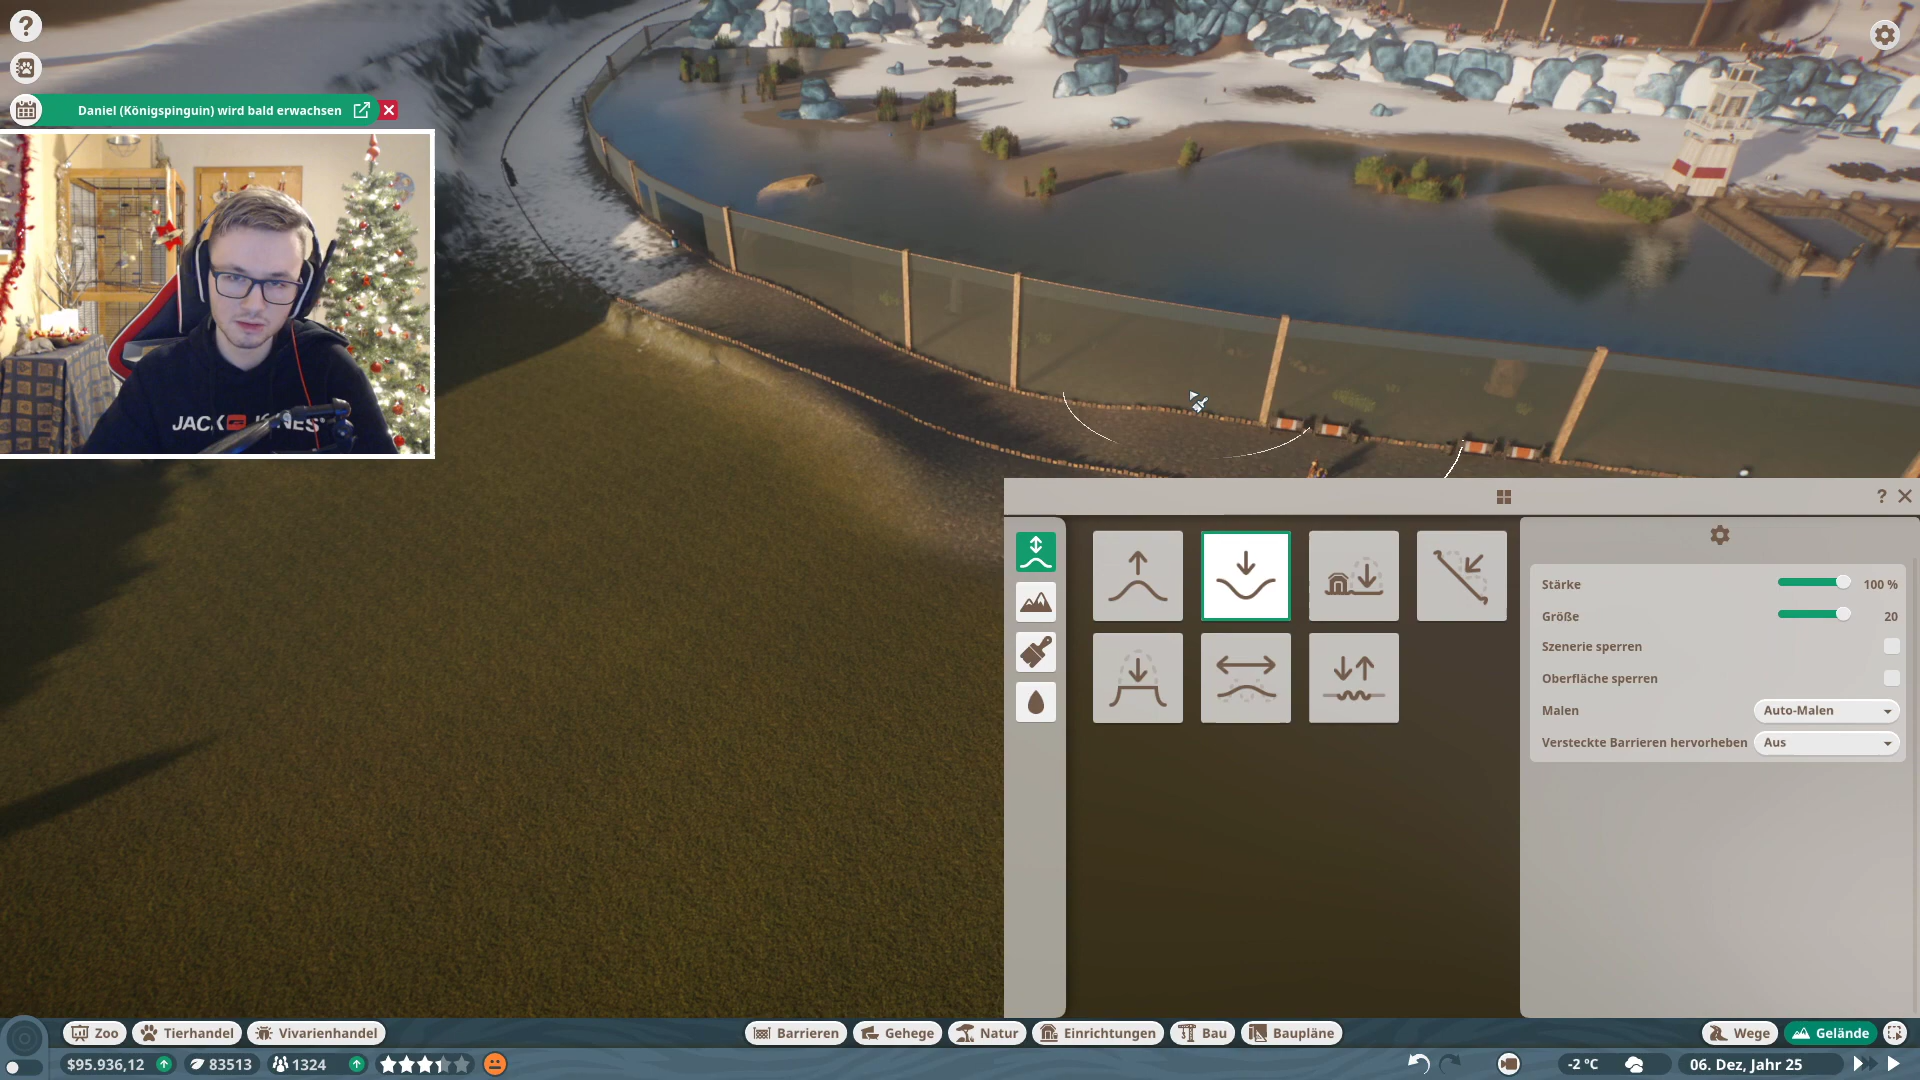 ?
Daniel (Königspinguin) wird bald erwachsen
JACK JONES
?
Stärke 100 %
Größe 20
Szenerie sperren
Oberfläche sperren
Malen Auto-Malen
Versteckte Barrieren hervorheben Aus
Zoo Tierhandel Vivarienhandel Barrieren Gehege Natur Einrichtungen Bau Baupläne Wege Gelände
$95.936,12 83513 1324 -2 °C 06. Dez, Jahr 25